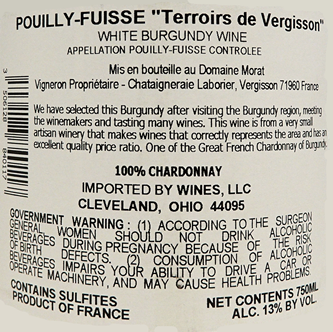 POUILLY-FUISSE "Terroirs de Vergisson"
WHITE BURGUNDY WINE
APPELLATION POUILLY-FUISSE CONTROLEE
Mis en bouteille au Domaine Morat
Vigneron Propriétaire - Chataigneraie Laborier, Vergisson 71960 France
We have selected this Burgundy after visiting the Burgundy region, meeting
the winemakers and tasting many wines. This wine is from a very small
artisan winery that makes wines that correctly represents the area and has an
excellent quality price ratio. One of the Great French Chardonnay of Burgundy.
100% CHARDONNAY
IMPORTED BY WINES, LLC
CLEVELAND, OHIO 44095
GOVERNMENT WARNING: (1) ACCORDING TO THE SURGEON
GENERAL WOMEN SHOULD NOT DRINK ALCOHOLIC
BEVERAGES DURING PREGNANCY BECAUSE OF THE RISK
OF BIRTH DEFECTS. (2) CONSUMPTION OF ALCOHOLIC
BEVERAGES IMPAIRS YOUR ABILITY TO DRIVE A CAR OR
OPERATE MACHINERY, AND MAY CAUSE HEALTH PROBLEMS.
CONTAINS SULFITES
PRODUCT OF FRANCE
NET CONTENTS 750ML
ALC. 13% BY VOL.